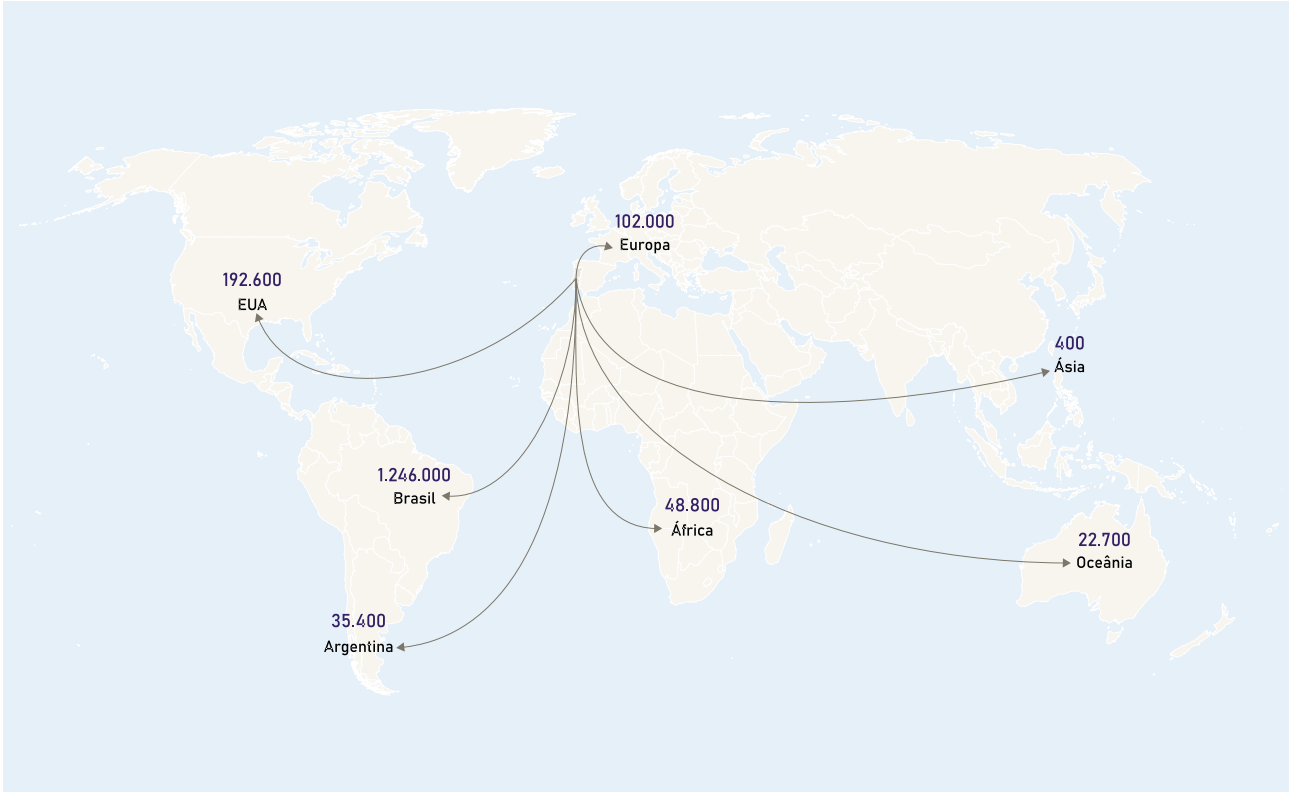 102.000
Europa
192.600
EUA
400
Ásia
1.246.000
Brasil
48.800
África
22.700
Oceânia
35.400
Argentina